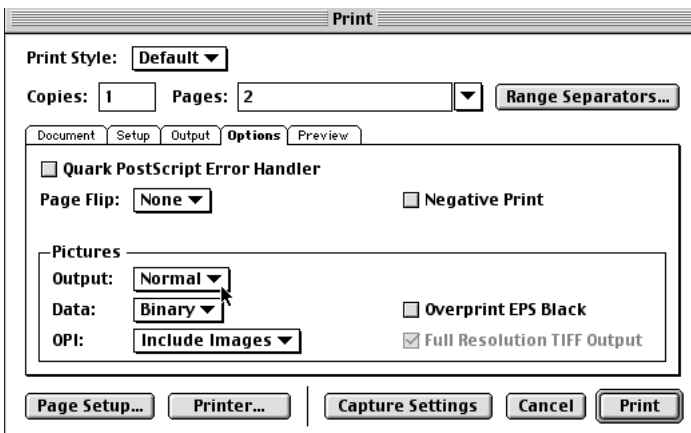 Print
Print Style: Default
Copies: 1 Pages: 2 Range Separators...
Document Setup Output Options Preview
Quark PostScript Error Handler
Page Flip: None Negative Print
Pictures
Output: Normal
Data: Binary Overprint EPS Black
OPI: Include Images Full Resolution TIFF Output
Page Setup... Printer... Capture Settings Cancel Print